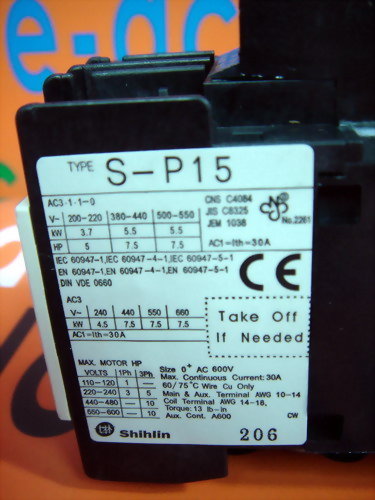 e-ac
TYPE S-P15
AC3-1-1-0
V~ 200-220 380-440 500-550
kW 3.7 5.5 5.5
HP 5 7.5 7.5
CNS C4084
JIS C8325
JEM 1038
No.2261
AC1=Ith=30A
IEC 60947-1,IEC 60947-4-1,IEC 60947-5-1
EN 60947-1,EN 60947-4-1,EN 60947-5-1
DIN VDE 0660
CE
AC3
V~ 240 440 550 660
kW 4.5 7.5 7.5 7.5
AC1=Ith=30A
Take Off
If Needed
MAX. MOTOR HP
VOLTS 1Ph 3Ph
110-120 1 —
220-240 3 5
440-480 — 10
550-600 — 10
Size 0+ AC 600V
Max. Continuous Current: 30A
60/75°C Wire Cu Only
Main & Aux. Terminal AWG 10-14
Coil Terminal AWG 14-18,
Torque: 13 lb-in
Aux. Cont. A600
CW
Shihlin
206